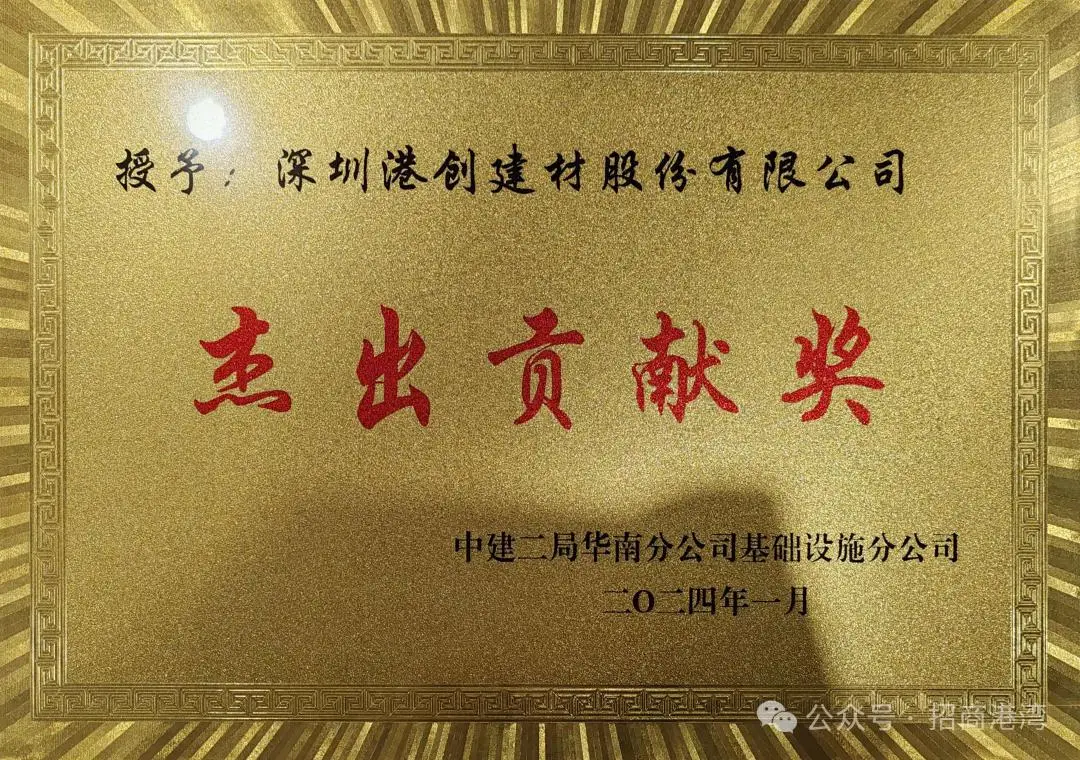 授予：深圳港创建材股份有限公司
杰出贡献奖
中建二局华南分公司基础设施分公司
二O二四年一月
公众号·招商港湾